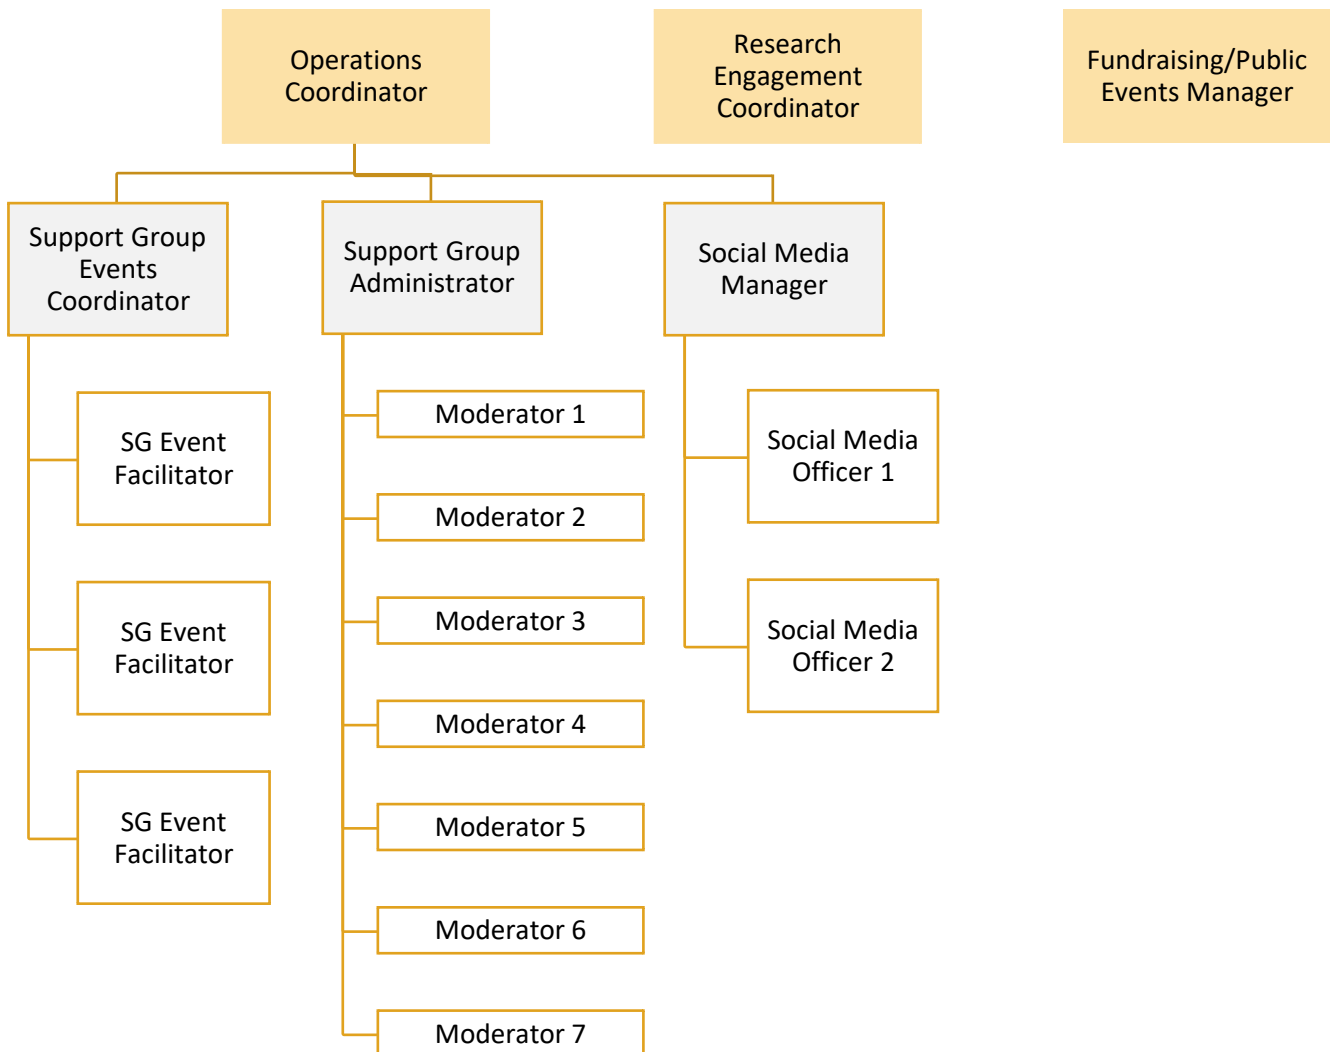 Operations
Coordinator
Research
Engagement
Coordinator
Fundraising/Public
Events Manager
Support Group
Events
Coordinator
Support Group
Administrator
Social Media
Manager
SG Event
Facilitator
SG Event
Facilitator
SG Event
Facilitator
Moderator 1
Moderator 2
Moderator 3
Moderator 4
Moderator 5
Moderator 6
Moderator 7
Social Media
Officer 1
Social Media
Officer 2